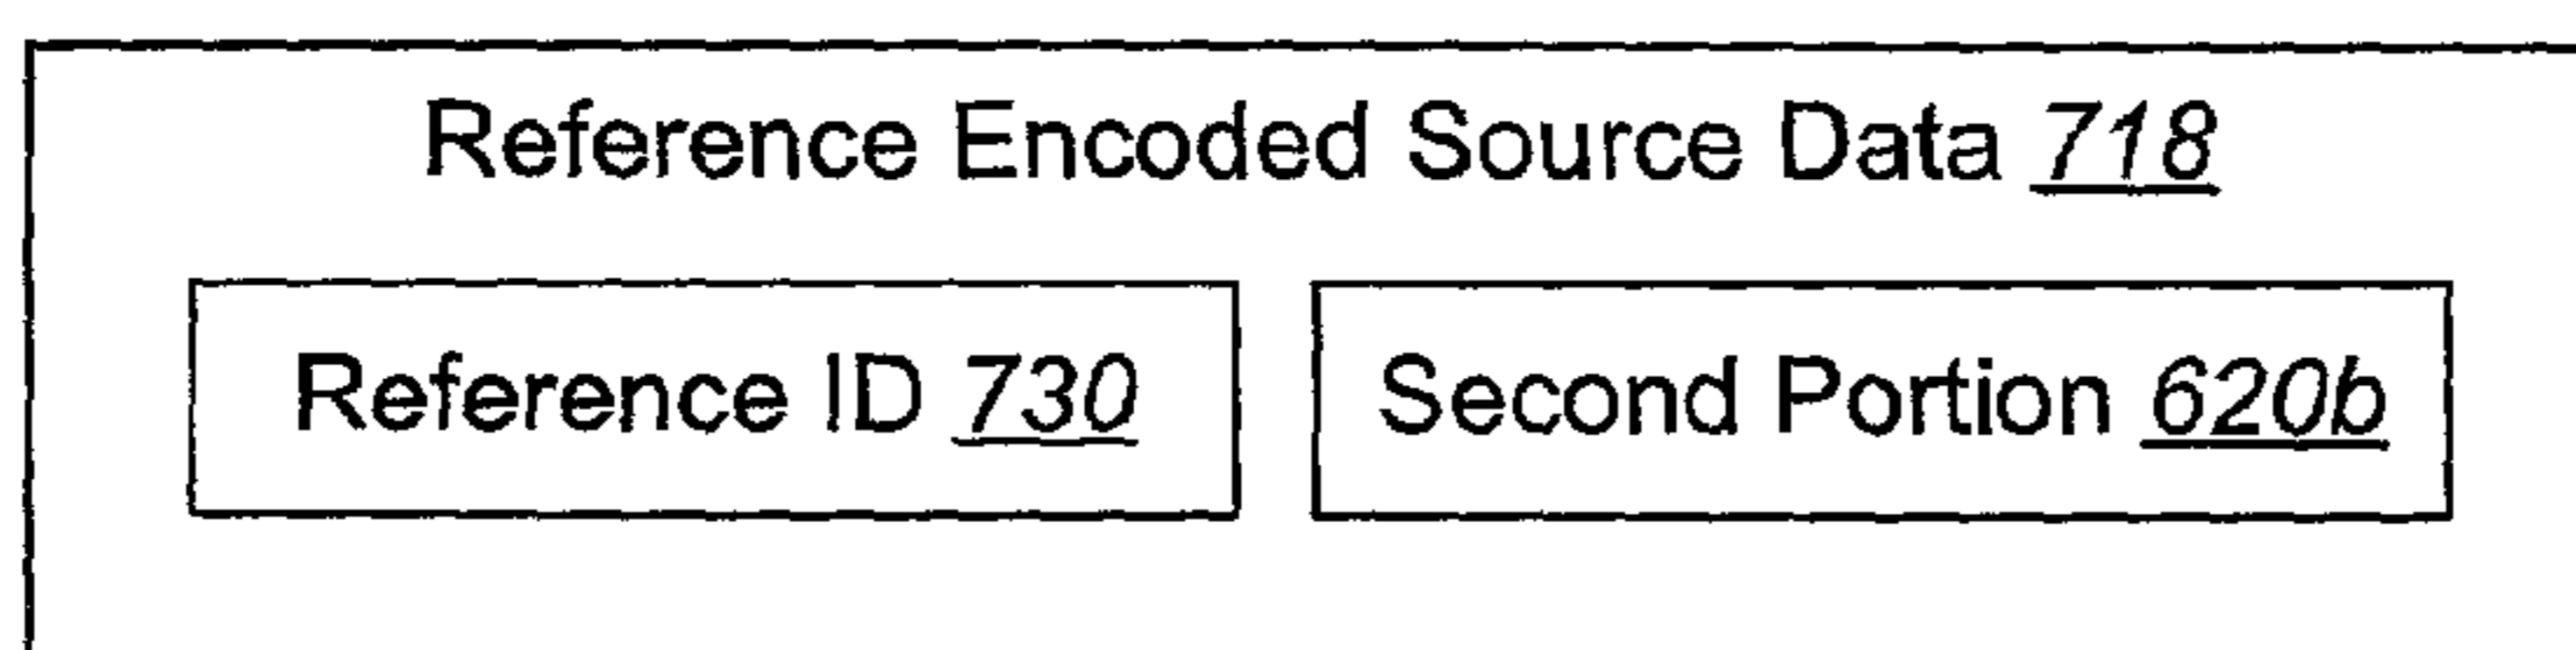 Reference Encoded Source Data 718
Reference ID 730
Second Portion 620b